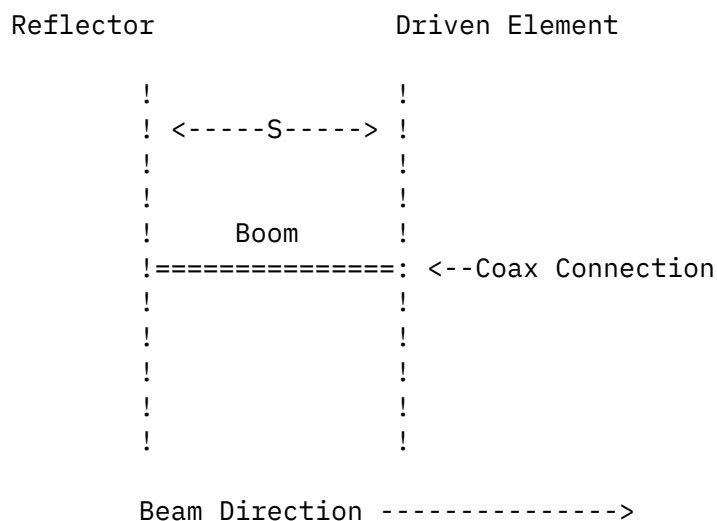 Reflector                Driven Element
!                        !
! <-----S-----> !
!                        !
!                        !
!       Boom        !
!===============: <--Coax Connection
!                        !
!                        !
!                        !
!                        !
!                        !
Beam Direction --------------->